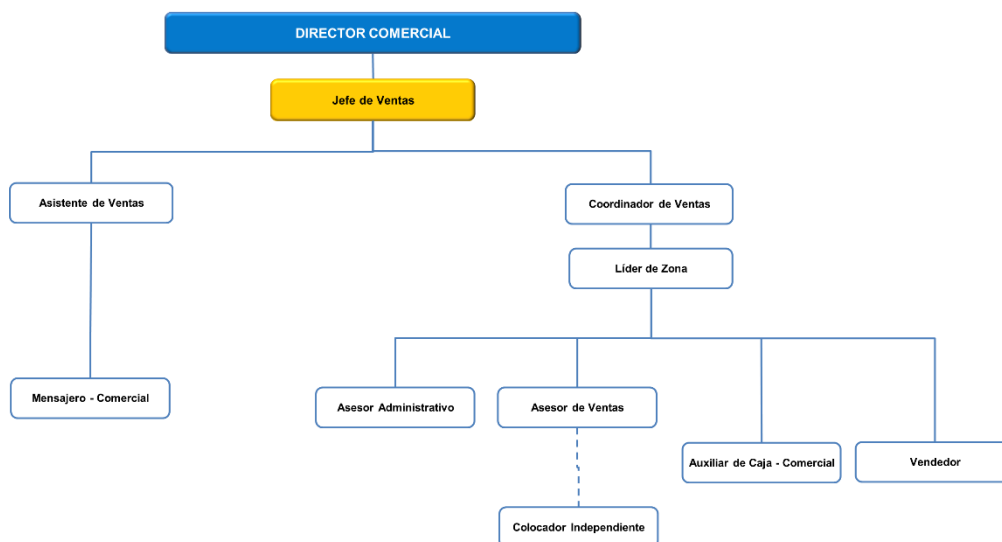 DIRECTOR COMERCIAL
Jefe de Ventas
Asistente de Ventas
Coordinador de Ventas
Líder de Zona
Mensajero - Comercial
Asesor Administrativo
Asesor de Ventas
Auxiliar de Caja - Comercial
Vendedor
Colocador Independiente